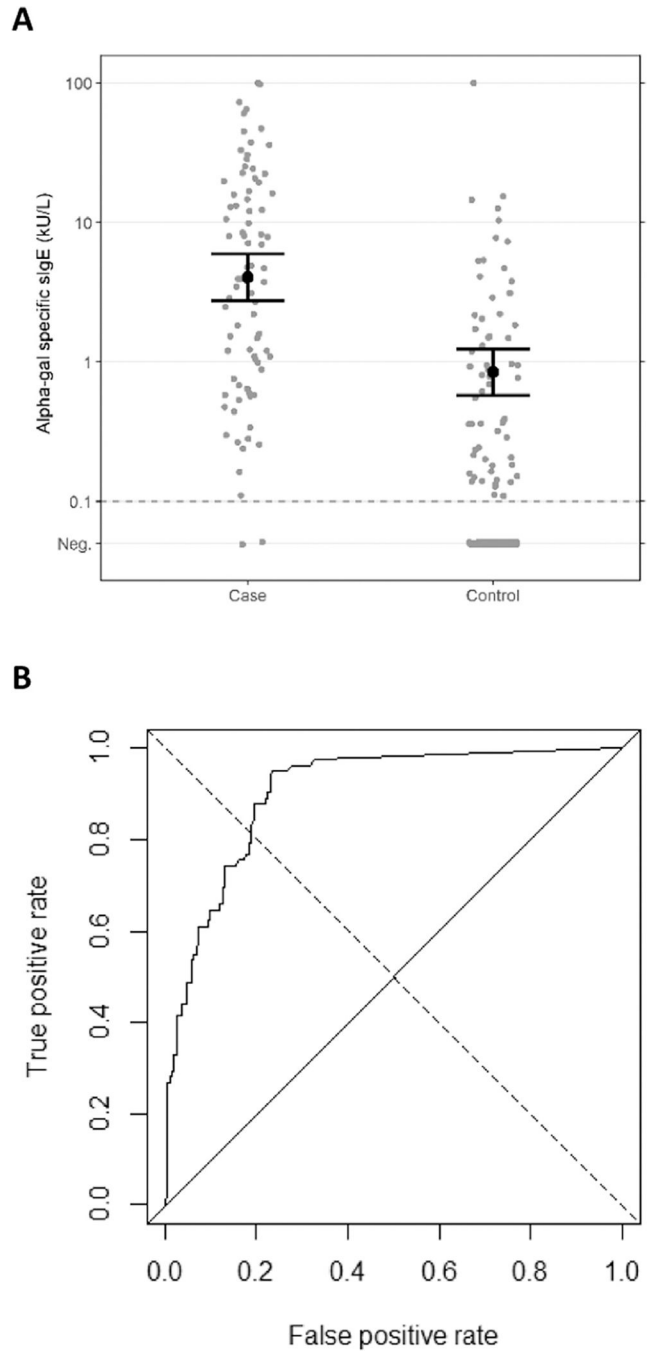 A
Alpha-gal specific sIgE (kU/L)
100
10
1
0.1
Neg.
Case
Control
B
True positive rate
1.0
0.8
0.6
0.4
0.2
0.0
0.0
0.2
0.4
0.6
0.8
1.0
False positive rate